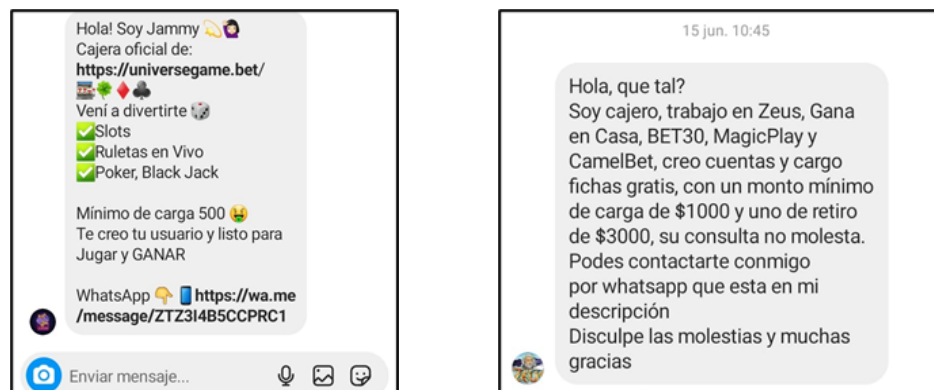 Hola! Soy Jammy 💫🙋🏻‍♀️
Cajera oficial de:
https://universegame.bet/
🎰🍀♦️♣️
Vení a divertirte 🎲
✅Slots
✅Ruletas en Vivo
✅Poker, Black Jack
Mínimo de carga 500 🤑
Te creo tu usuario y listo para
Jugar y GANAR
WhatsApp 👇📱https://wa.me
/message/ZTZ3I4B5CCPRC1
Enviar mensaje...
15 jun. 10:45
Hola, que tal?
Soy cajero, trabajo en Zeus, Gana
en Casa, BET30, MagicPlay y
CamelBet, creo cuentas y cargo
fichas gratis, con un monto mínimo
de carga de $1000 y uno de retiro
de $3000, su consulta no molesta.
Podes contactarte conmigo
por whatsapp que esta en mi
descripción
Disculpe las molestias y muchas
gracias